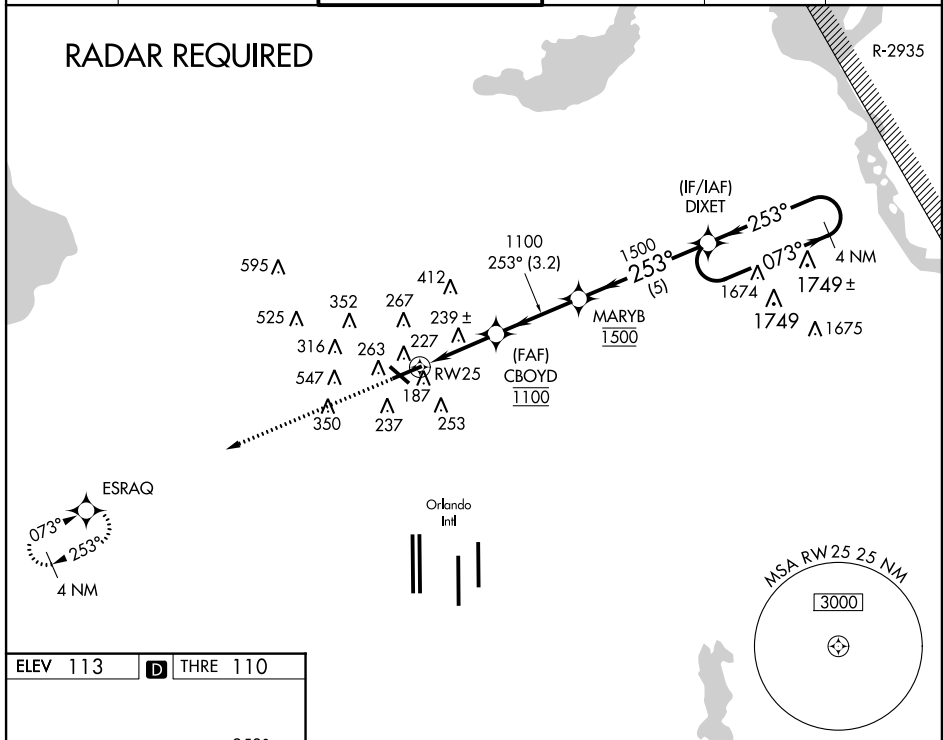 RADAR REQUIRED
R-2935
(IF/IAF)
DIXET
253°
073°
4 NM
1674
1749 ±
1749
1675
1500
253°
(5)
1100
253° (3.2)
MARYB
1500
(FAF)
CBOYD
1100
595
412
525
352
267
239 ±
316
263
227
RW25
547
187
350
237
253
ESRAQ
073°
253°
4 NM
Orlando
Intl
MSA RW 25 25 NM
3000
ELEV 113 D THRE 110